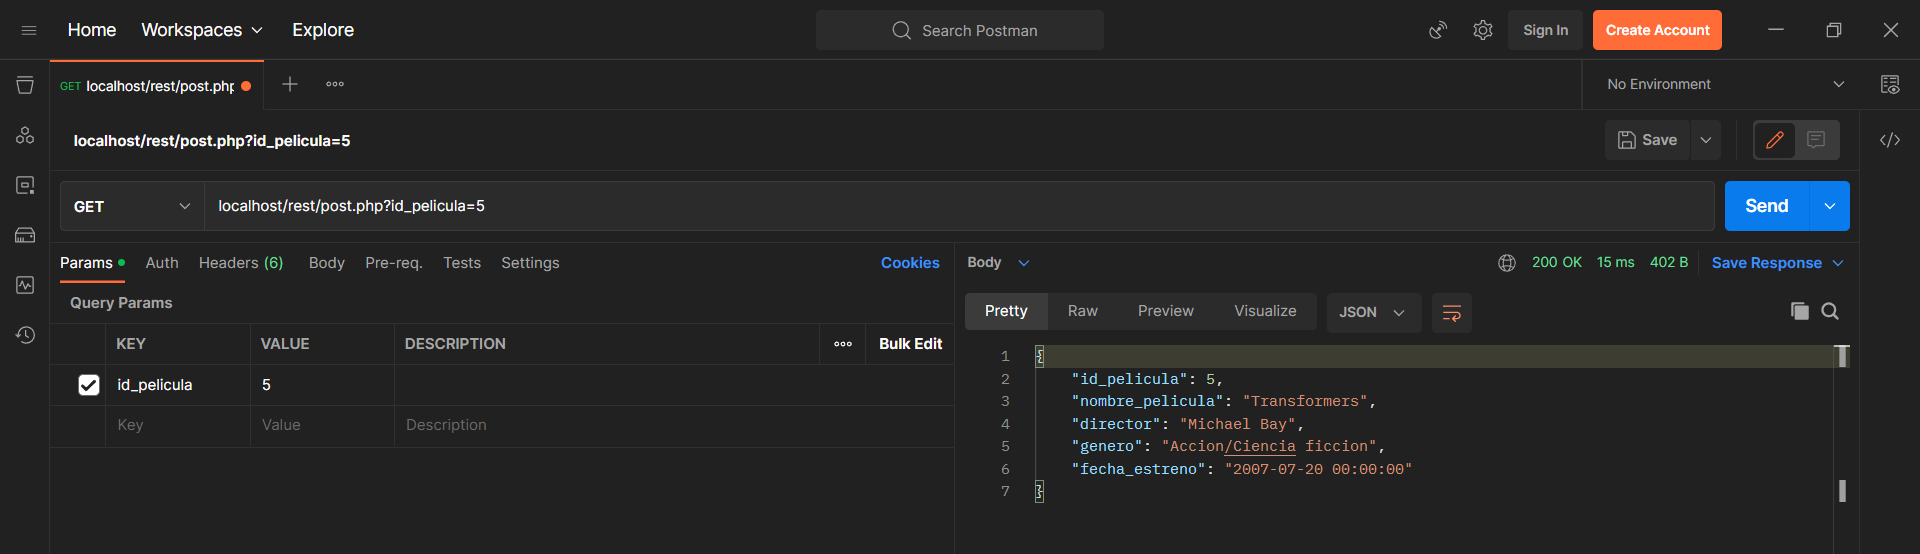 Home Workspaces Explore Search Postman Sign In Create Account
GET localhost/rest/post.php No Environment
localhost/rest/post.php?id_pelicula=5 Save
GET localhost/rest/post.php?id_pelicula=5 Send
Params Auth Headers (6) Body Pre-req. Tests Settings Cookies
Query Params
KEY VALUE DESCRIPTION Bulk Edit
id_pelicula 5
Key Value Description
Body 200 OK 15 ms 402 B Save Response
Pretty Raw Preview Visualize JSON
1 {
2 "id_pelicula": 5,
3 "nombre_pelicula": "Transformers",
4 "director": "Michael Bay",
5 "genero": "Accion/Ciencia ficcion",
6 "fecha_estreno": "2007-07-20 00:00:00"
7 }